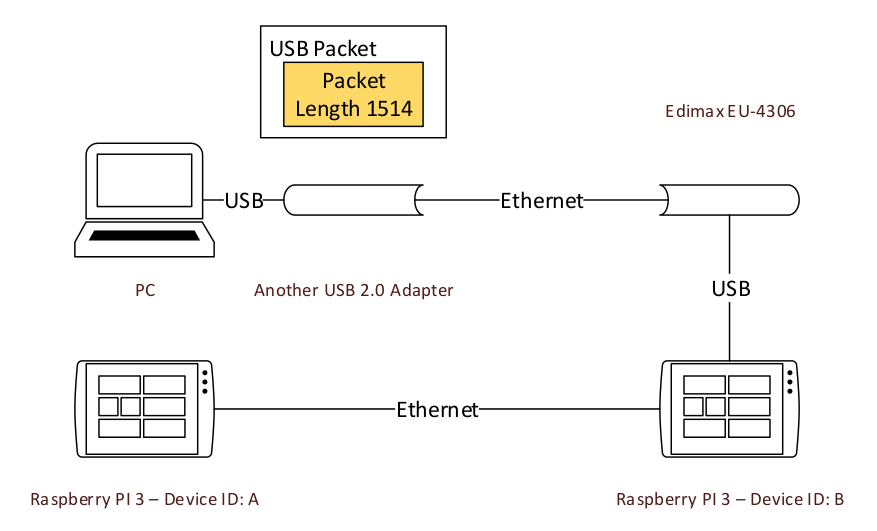 USB Packet
Packet
Length 1514
Edimax EU-4306
USB
Ethernet
PC
Another USB 2.0 Adapter
USB
Ethernet
Raspberry PI 3 – Device ID: A
Raspberry PI 3 – Device ID: B